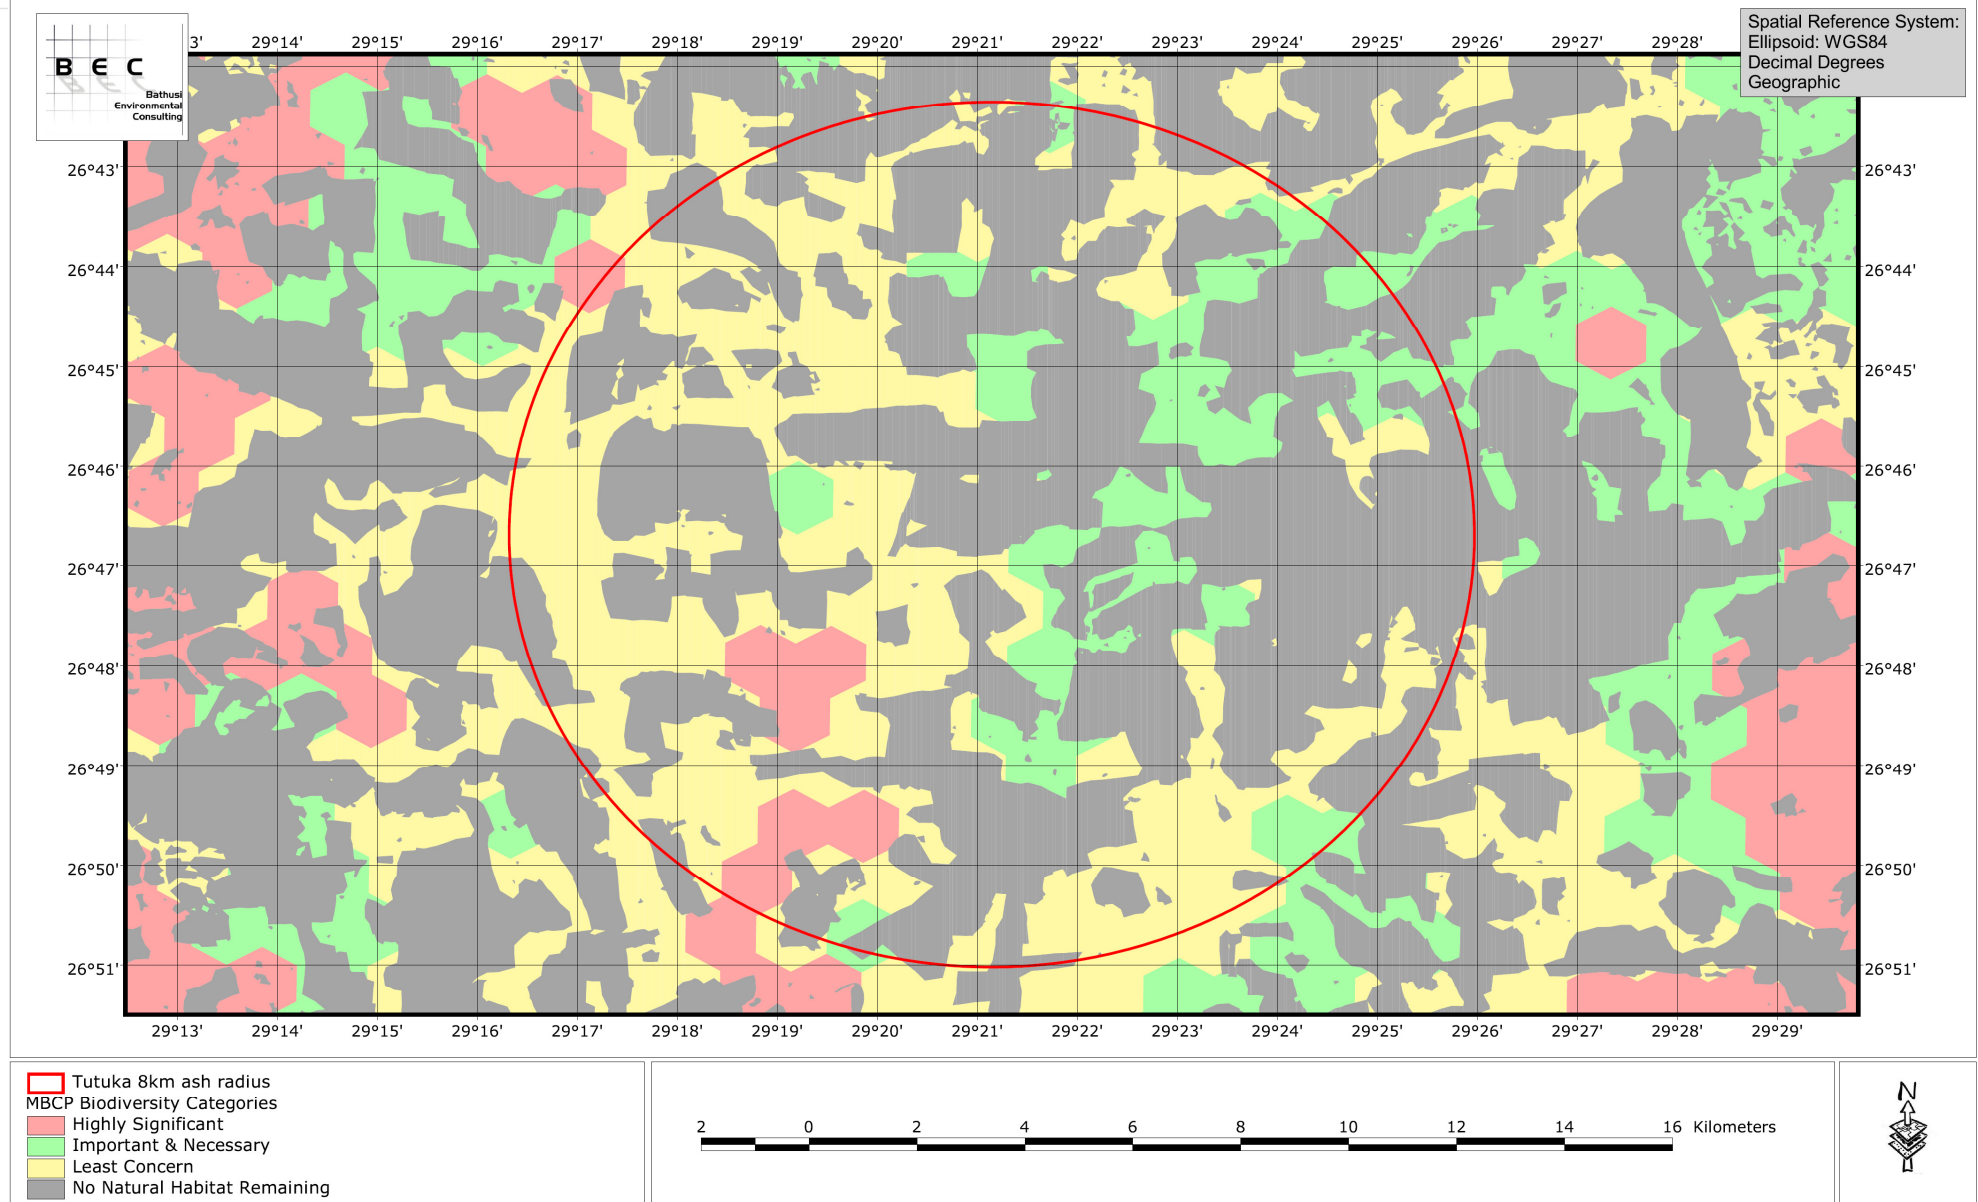 B E C
Bathusi
Environmental
Consulting
Spatial Reference System:
Ellipsoid: WGS84
Decimal Degrees
Geographic
3' 29°14' 29°15' 29°16' 29°17' 29°18' 29°19' 29°20' 29°21' 29°22' 29°23' 29°24' 29°25' 29°26' 29°27' 29°28'
26°43' 26°43'
26°44' 26°44'
26°45' 26°45'
26°46' 26°46'
26°47' 26°47'
26°48' 26°48'
26°49' 26°49'
26°50' 26°50'
26°51' 26°51'
29°13' 29°14' 29°15' 29°16' 29°17' 29°18' 29°19' 29°20' 29°21' 29°22' 29°23' 29°24' 29°25' 29°26' 29°27' 29°28' 29°29'
Tutuka 8km ash radius
MBCP Biodiversity Categories
Highly Significant
Important & Necessary
Least Concern
No Natural Habitat Remaining
2 0 2 4 6 8 10 12 14 16 Kilometers
N